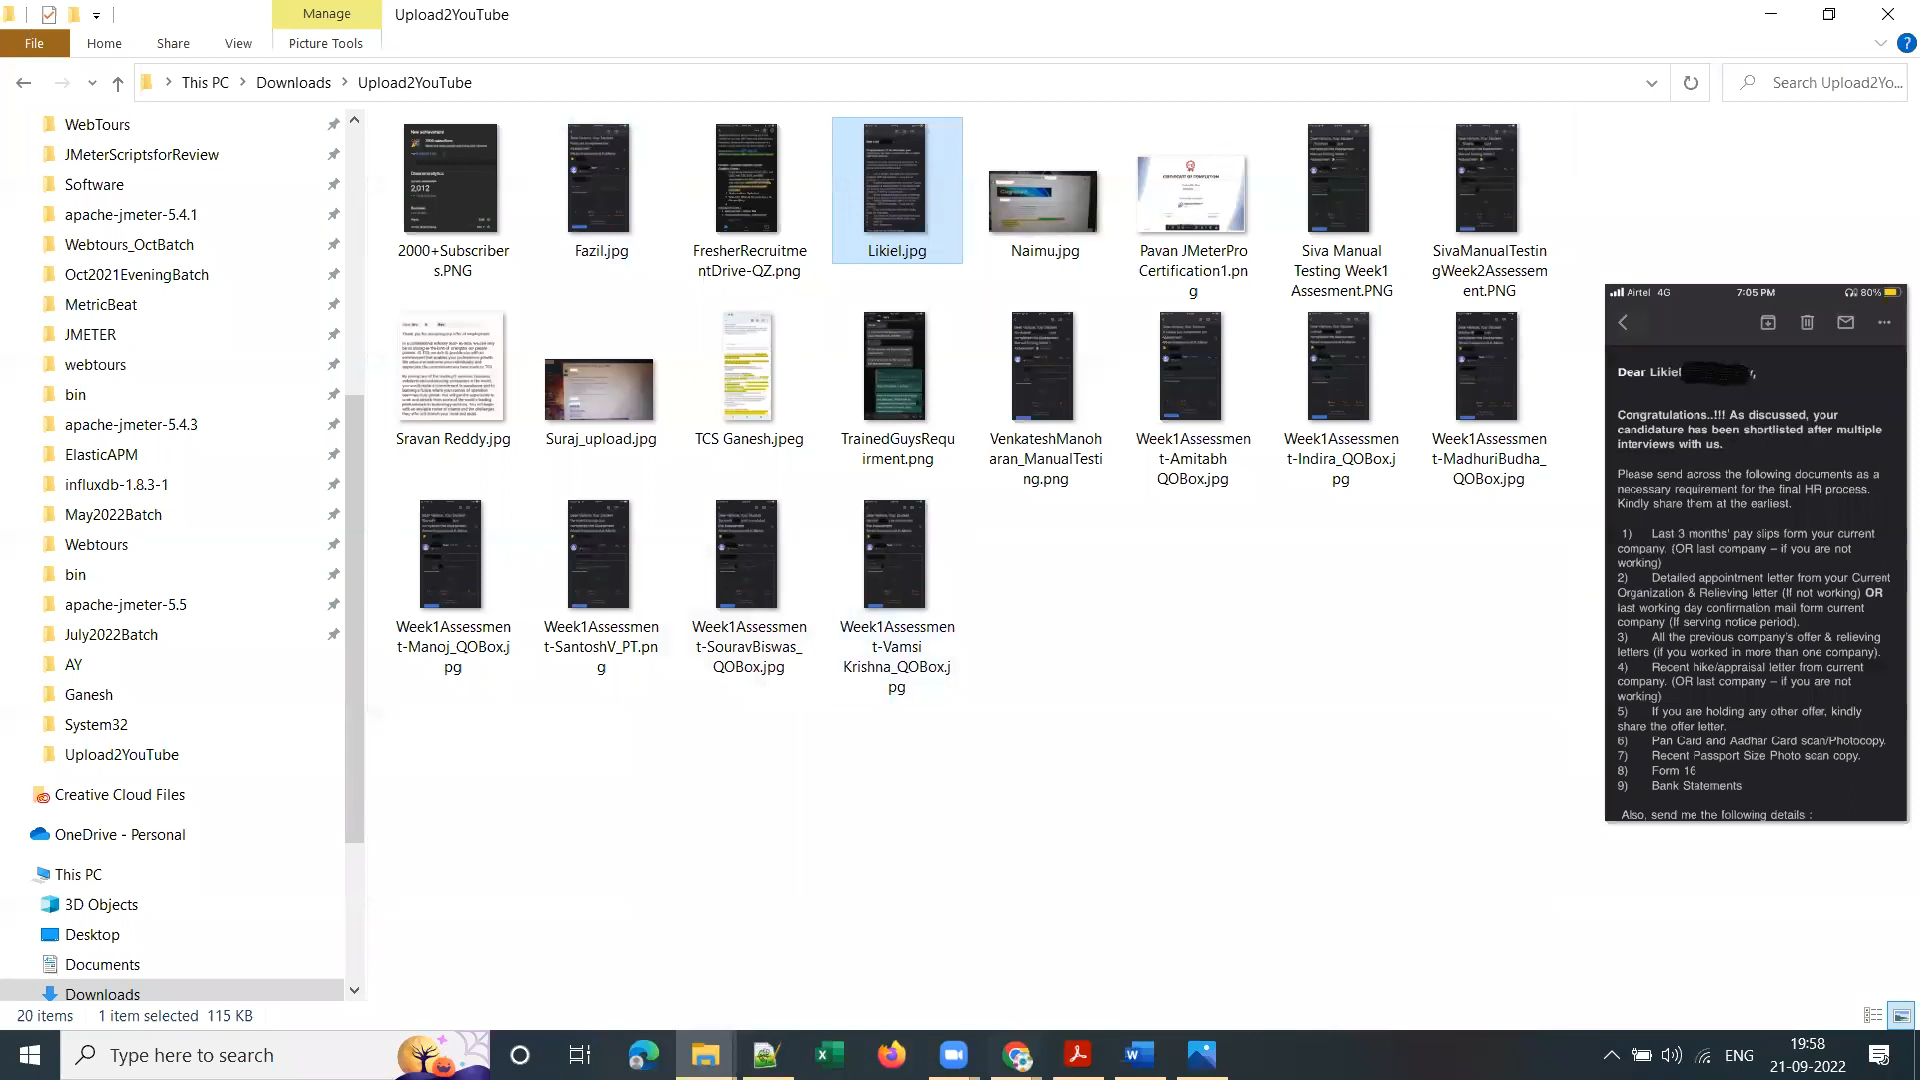 Manage
Upload2YouTube
File
Home
Share
View
Picture Tools
This PC
Downloads
Upload2YouTube
Search Upload2Yo...
WebTours
JMeterScriptsforReview
Software
apache-jmeter-5.4.1
Webtours_OctBatch
Oct2021EveningBatch
MetricBeat
JMETER
webtours
bin
apache-jmeter-5.4.3
ElasticAPM
influxdb-1.8.3-1
May2022Batch
Webtours
bin
apache-jmeter-5.5
July2022Batch
AY
Ganesh
System32
Upload2YouTube
Creative Cloud Files
OneDrive - Personal
This PC
3D Objects
Desktop
Documents
Downloads
2,012
2000+Subscriber
s.PNG
Fazil.jpg
FresherRecruitme
ntDrive-QZ.png
Likiel.jpg
Naimu.jpg
CERTIFICATE OF COMPLETION
Pavan JMeterPro
Certification1.pn
g
Siva Manual
Testing Week1
Assesment.PNG
SivaManualTestin
gWeek2Assessem
ent.PNG
Sravan Reddy.jpg
Suraj_upload.jpg
TCS Ganesh.jpeg
TrainedGuysRequ
irment.png
VenkateshManoh
aran_ManualTesti
ng.png
Week1Assessmen
t-Amitabh
QOBox.jpg
Week1Assessmen
t-Indira_QOBox.j
pg
Week1Assessmen
t-MadhuriBudha_
QOBox.jpg
Week1Assessmen
t-Manoj_QOBox.j
pg
Week1Assessmen
t-SantoshV_PT.pn
g
Week1Assessmen
t-SouravBiswas_
QOBox.jpg
Week1Assessmen
t-Vamsi
Krishna_QOBox.j
pg
Airtel 4G
7:05 PM
80%
Dear Likiel
Congratulations..!!! As discussed, your
candidature has been shortlisted after multiple
interviews with us.
Please send across the following documents as a
necessary requirement for the final HR process.
Kindly share them at the earliest.
1) Last 3 months' pay slips form your current
company. (OR last company – if you are not
working)
2) Detailed appointment letter from your Current
Organization & Relieving letter (If not working) OR
last working day confirmation mail form current
company (If serving notice period).
3) All the previous company's offer & relieving
letters (if you worked in more than one company).
4) Recent hike/appraisal letter from current
company. (OR last company – if you are not
working)
5) If you are holding any other offer, kindly
share the offer letter.
6) Pan Card and Aadhar Card scan/Photocopy.
7) Recent Passport Size Photo scan copy.
8) Form 16
9) Bank Statements
Also, send me the following details :
20 items
1 item selected 115 KB
Type here to search
ENG
19:58
21-09-2022